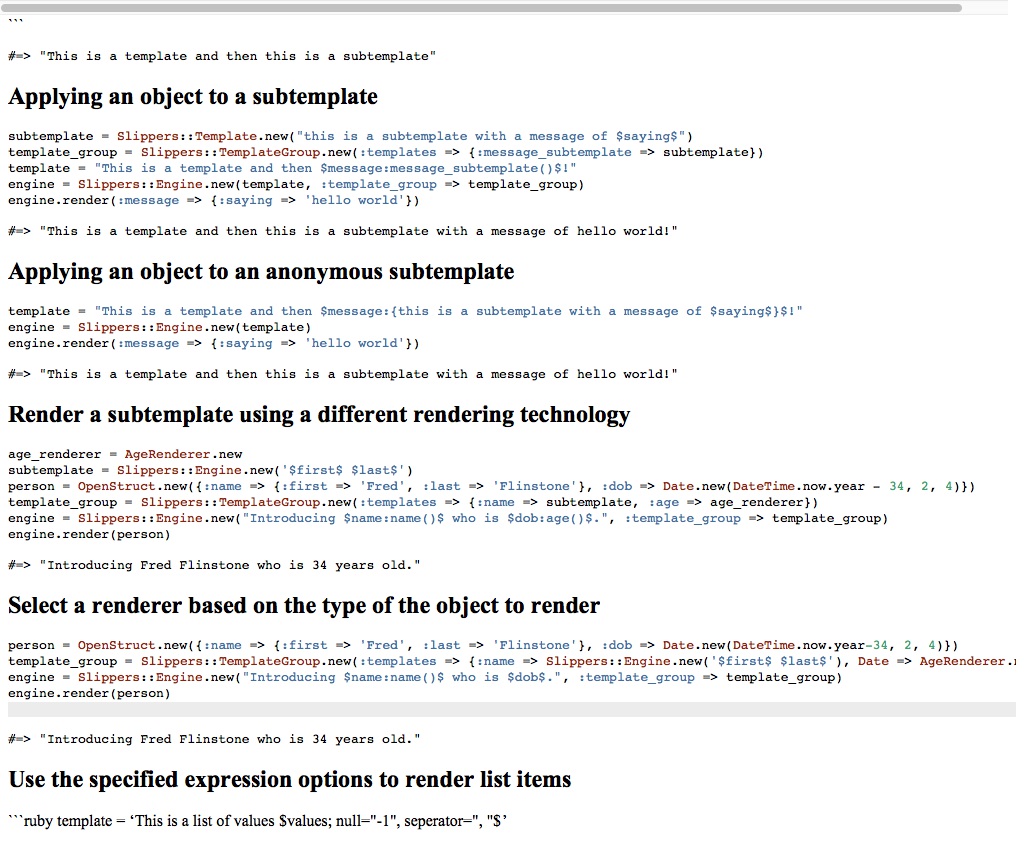 ```
#=> "This is a template and then this is a subtemplate"
Applying an object to a subtemplate
subtemplate = Slippers::Template.new("this is a subtemplate with a message of $saying$")
template_group = Slippers::TemplateGroup.new(:templates => {:message_subtemplate => subtemplate})
template = "This is a template and then $message:message_subtemplate()$!"
engine = Slippers::Engine.new(template, :template_group => template_group)
engine.render(:message => {:saying => 'hello world'})
#=> "This is a template and then this is a subtemplate with a message of hello world!"
Applying an object to an anonymous subtemplate
template = "This is a template and then $message:{this is a subtemplate with a message of $saying$}$!"
engine = Slippers::Engine.new(template)
engine.render(:message => {:saying => 'hello world'})
#=> "This is a template and then this is a subtemplate with a message of hello world!"
Render a subtemplate using a different rendering technology
age_renderer = AgeRenderer.new
subtemplate = Slippers::Engine.new('$first$ $last$')
person = OpenStruct.new({:name => {:first => 'Fred', :last => 'Flinstone'}, :dob => Date.new(DateTime.now.year - 34, 2, 4)})
template_group = Slippers::TemplateGroup.new(:templates => {:name => subtemplate, :age => age_renderer})
engine = Slippers::Engine.new("Introducing $name:name()$ who is $dob:age()$.", :template_group => template_group)
engine.render(person)
#=> "Introducing Fred Flinstone who is 34 years old."
Select a renderer based on the type of the object to render
person = OpenStruct.new({:name => {:first => 'Fred', :last => 'Flinstone'}, :dob => Date.new(DateTime.now.year-34, 2, 4)})
template_group = Slippers::TemplateGroup.new(:templates => {:name => Slippers::Engine.new('$first$ $last$'), Date => AgeRenderer.
engine = Slippers::Engine.new("Introducing $name:name()$ who is $dob$.", :template_group => template_group)
engine.render(person)
#=> "Introducing Fred Flinstone who is 34 years old."
Use the specified expression options to render list items
```ruby template = ‘This is a list of values $values; null="-1", seperator=", "$’